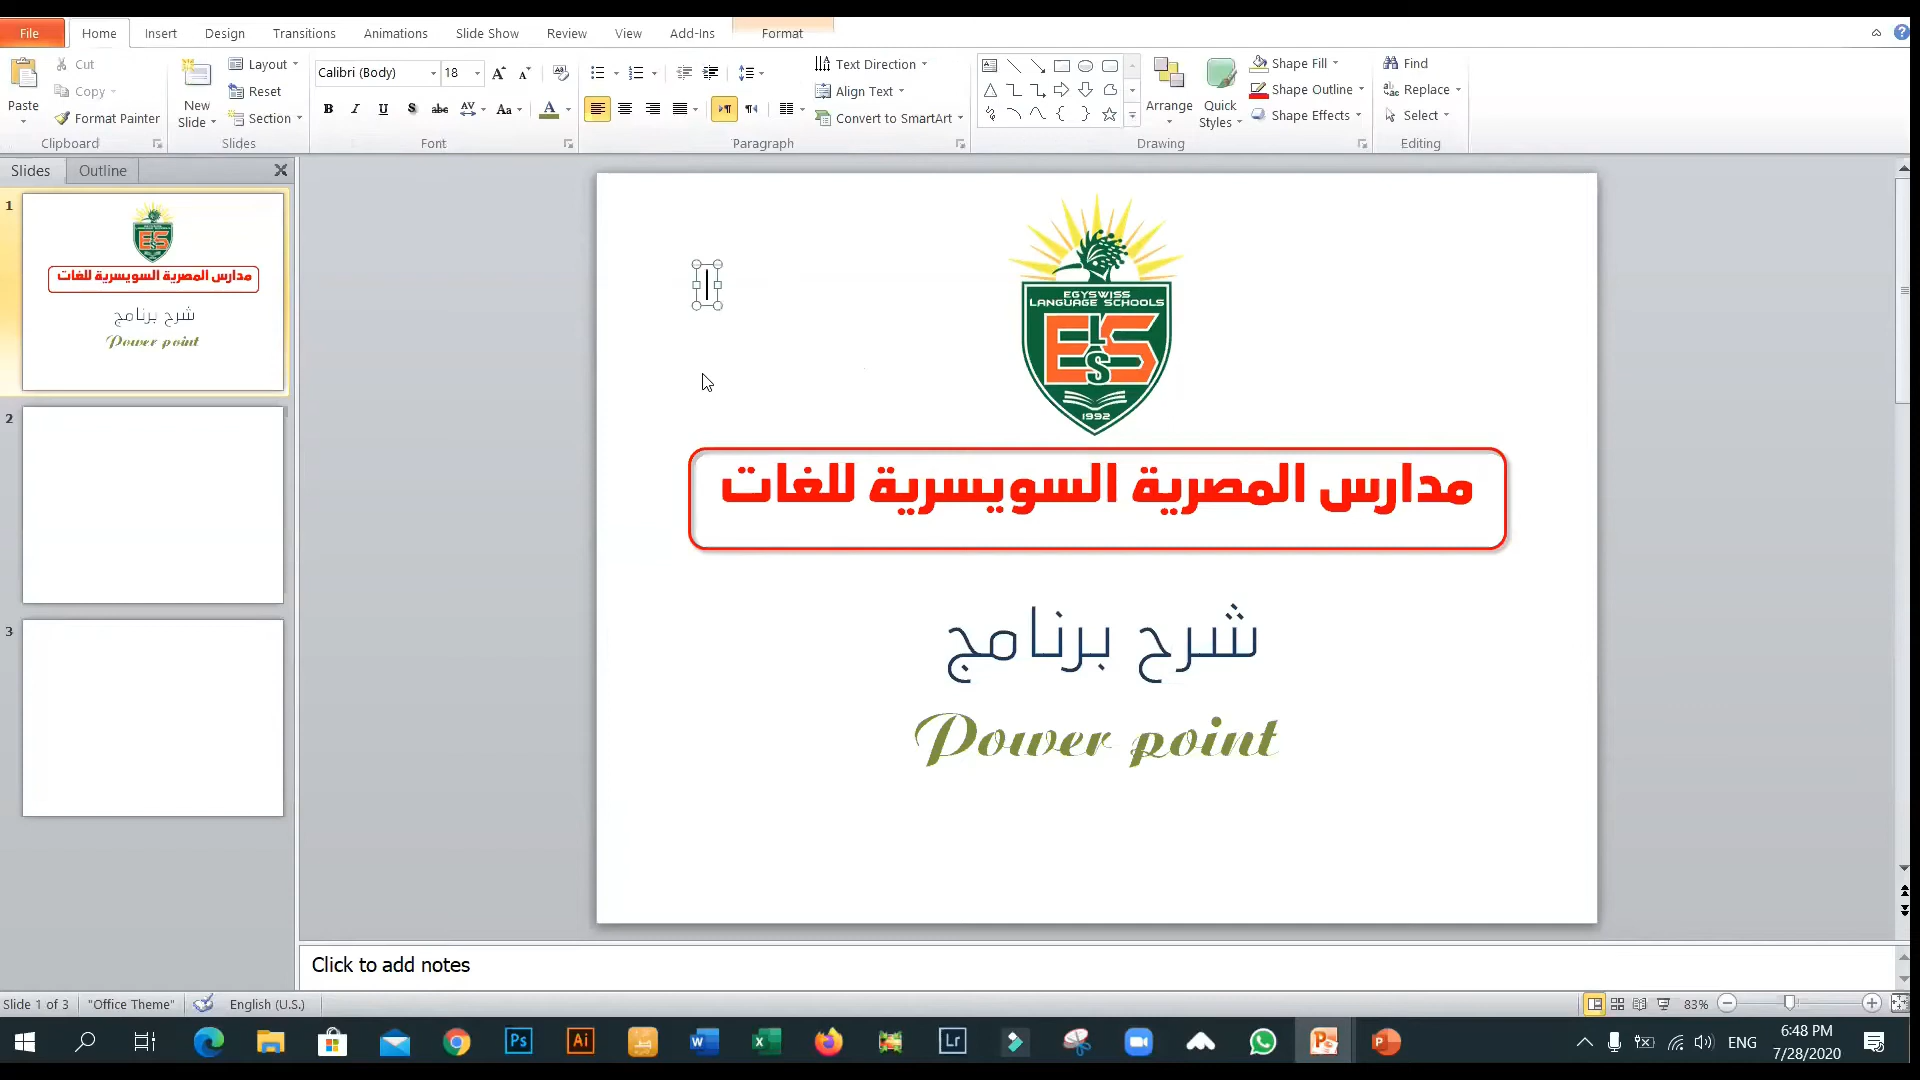 File Home Insert Design Transitions Animations Slide Show Review View Add-Ins Format
Paste Cut Copy Format Painter Clipboard
New Slide Layout Reset Section Slides
Calibri (Body) 18 Font
Text Direction Align Text Convert to SmartArt Paragraph
Arrange Quick Styles Shape Fill Shape Outline Shape Effects Drawing
Find Replace Select Editing
Slides Outline
1
مدارس المصرية السويسرية للغات
شرح برنامج
Power point
2
3
EGYSWISS
LANGUAGE SCHOOLS
ELSS
1992
مدارس المصرية السويسرية للغات
شرح برنامج
Power point
Click to add notes
Slide 1 of 3 "Office Theme" English (U.S.) 83%
ENG 6:48 PM
7/28/2020